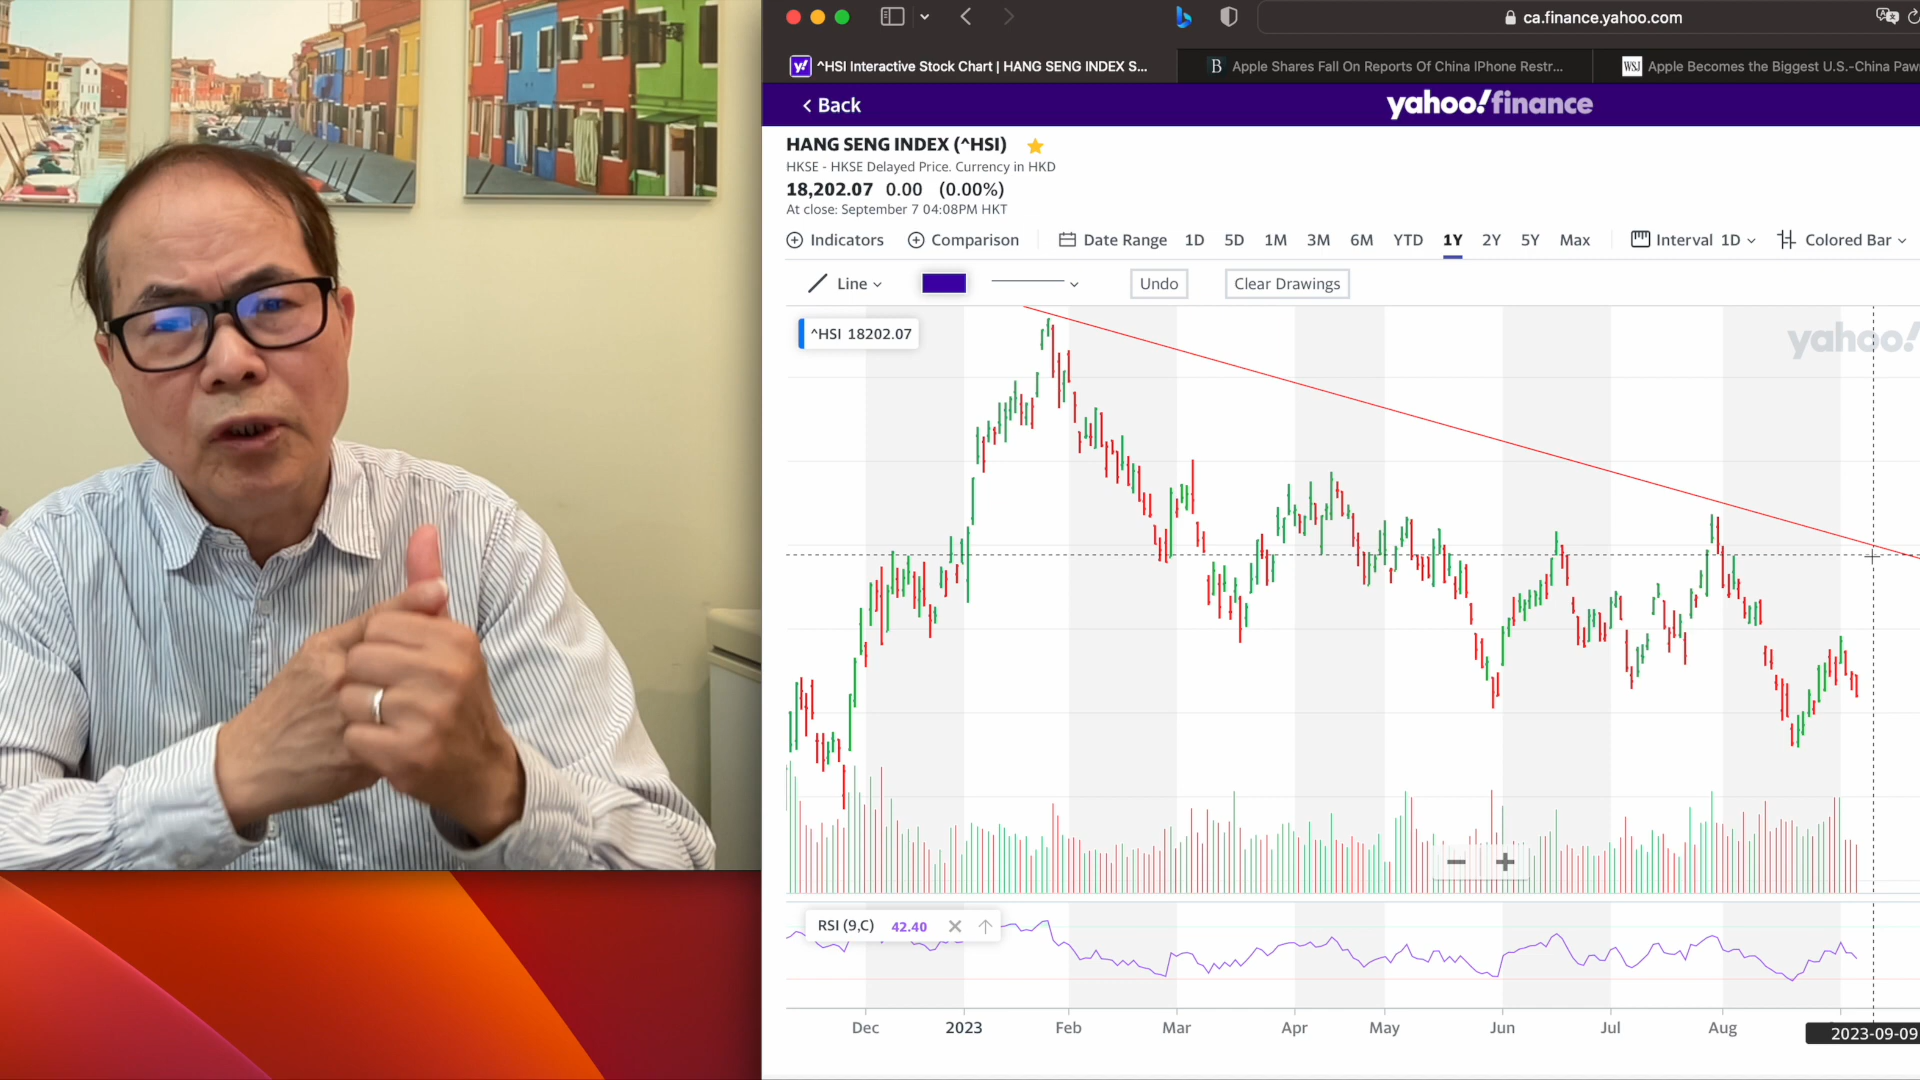 ca.finance.yahoo.com
y! ^HSI Interactive Stock Chart | HANG SENG INDEX S...
B Apple Shares Fall On Reports Of China IPhone Restr...
WSJ Apple Becomes the Biggest U.S.-China Paw
Back
yahoo!finance
HANG SENG INDEX (^HSI)
HKSE - HKSE Delayed Price. Currency in HKD
18,202.07 0.00 (0.00%)
At close: September 7 04:08PM HKT
Indicators Comparison Date Range 1D 5D 1M 3M 6M YTD 1Y 2Y 5Y Max Interval 1D Colored Bar
Line Undo Clear Drawings
^HSI 18202.07
yahoo!
RSI (9,C) 42.40
Dec 2023 Feb Mar Apr May Jun Jul Aug 2023-09-09